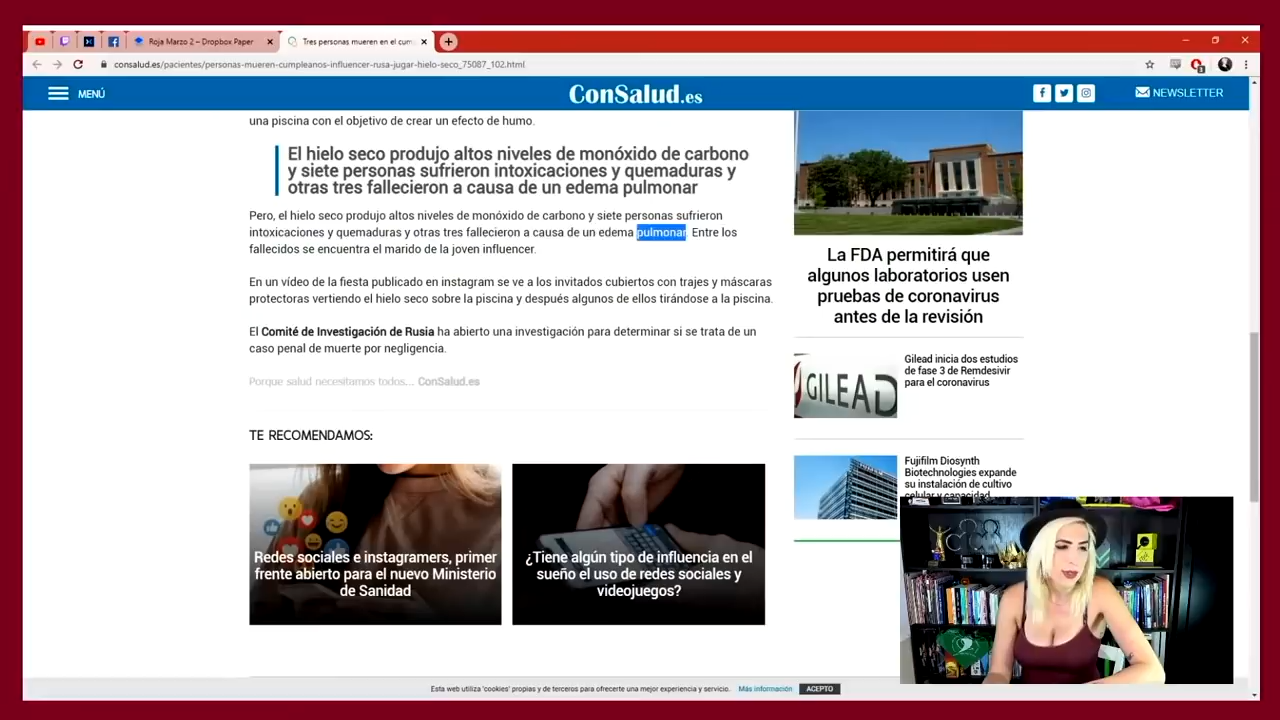 Roja Marzo 2 – Dropbox Paper
Tres personas mueren en el cum
consalud.es/pacientes/personas-mueren-cumpleanos-influencer-rusa-jugar-hielo-seco_75087_102.html
MENÚ
ConSalud.es
NEWSLETTER
una piscina con el objetivo de crear un efecto de humo.
El hielo seco produjo altos niveles de monóxido de carbono
y siete personas sufrieron intoxicaciones y quemaduras y
otras tres fallecieron a causa de un edema pulmonar
Pero, el hielo seco produjo altos niveles de monóxido de carbono y siete personas sufrieron
intoxicaciones y quemaduras y otras tres fallecieron a causa de un edema pulmonar. Entre los
fallecidos se encuentra el marido de la joven influencer.
En un vídeo de la fiesta publicado en instagram se ve a los invitados cubiertos con trajes y máscaras
protectoras vertiendo el hielo seco sobre la piscina y después algunos de ellos tirándose a la piscina.
El Comité de Investigación de Rusia ha abierto una investigación para determinar si se trata de un
caso penal de muerte por negligencia.
Porque salud necesitamos todos... ConSalud.es
TE RECOMENDAMOS:
Redes sociales e instagramers, primer
frente abierto para el nuevo Ministerio
de Sanidad
¿Tiene algún tipo de influencia en el
sueño el uso de redes sociales y
videojuegos?
La FDA permitirá que
algunos laboratorios usen
pruebas de coronavirus
antes de la revisión
GILEAD
Gilead inicia dos estudios
de fase 3 de Remdesivir
para el coronavirus
Fujifilm Diosynth
Biotechnologies expande
su instalación de cultivo
celular y capacidad
Esta web utiliza 'cookies' propias y de terceros para ofrecerte una mejor experiencia y servicio. Más información ACEPTO